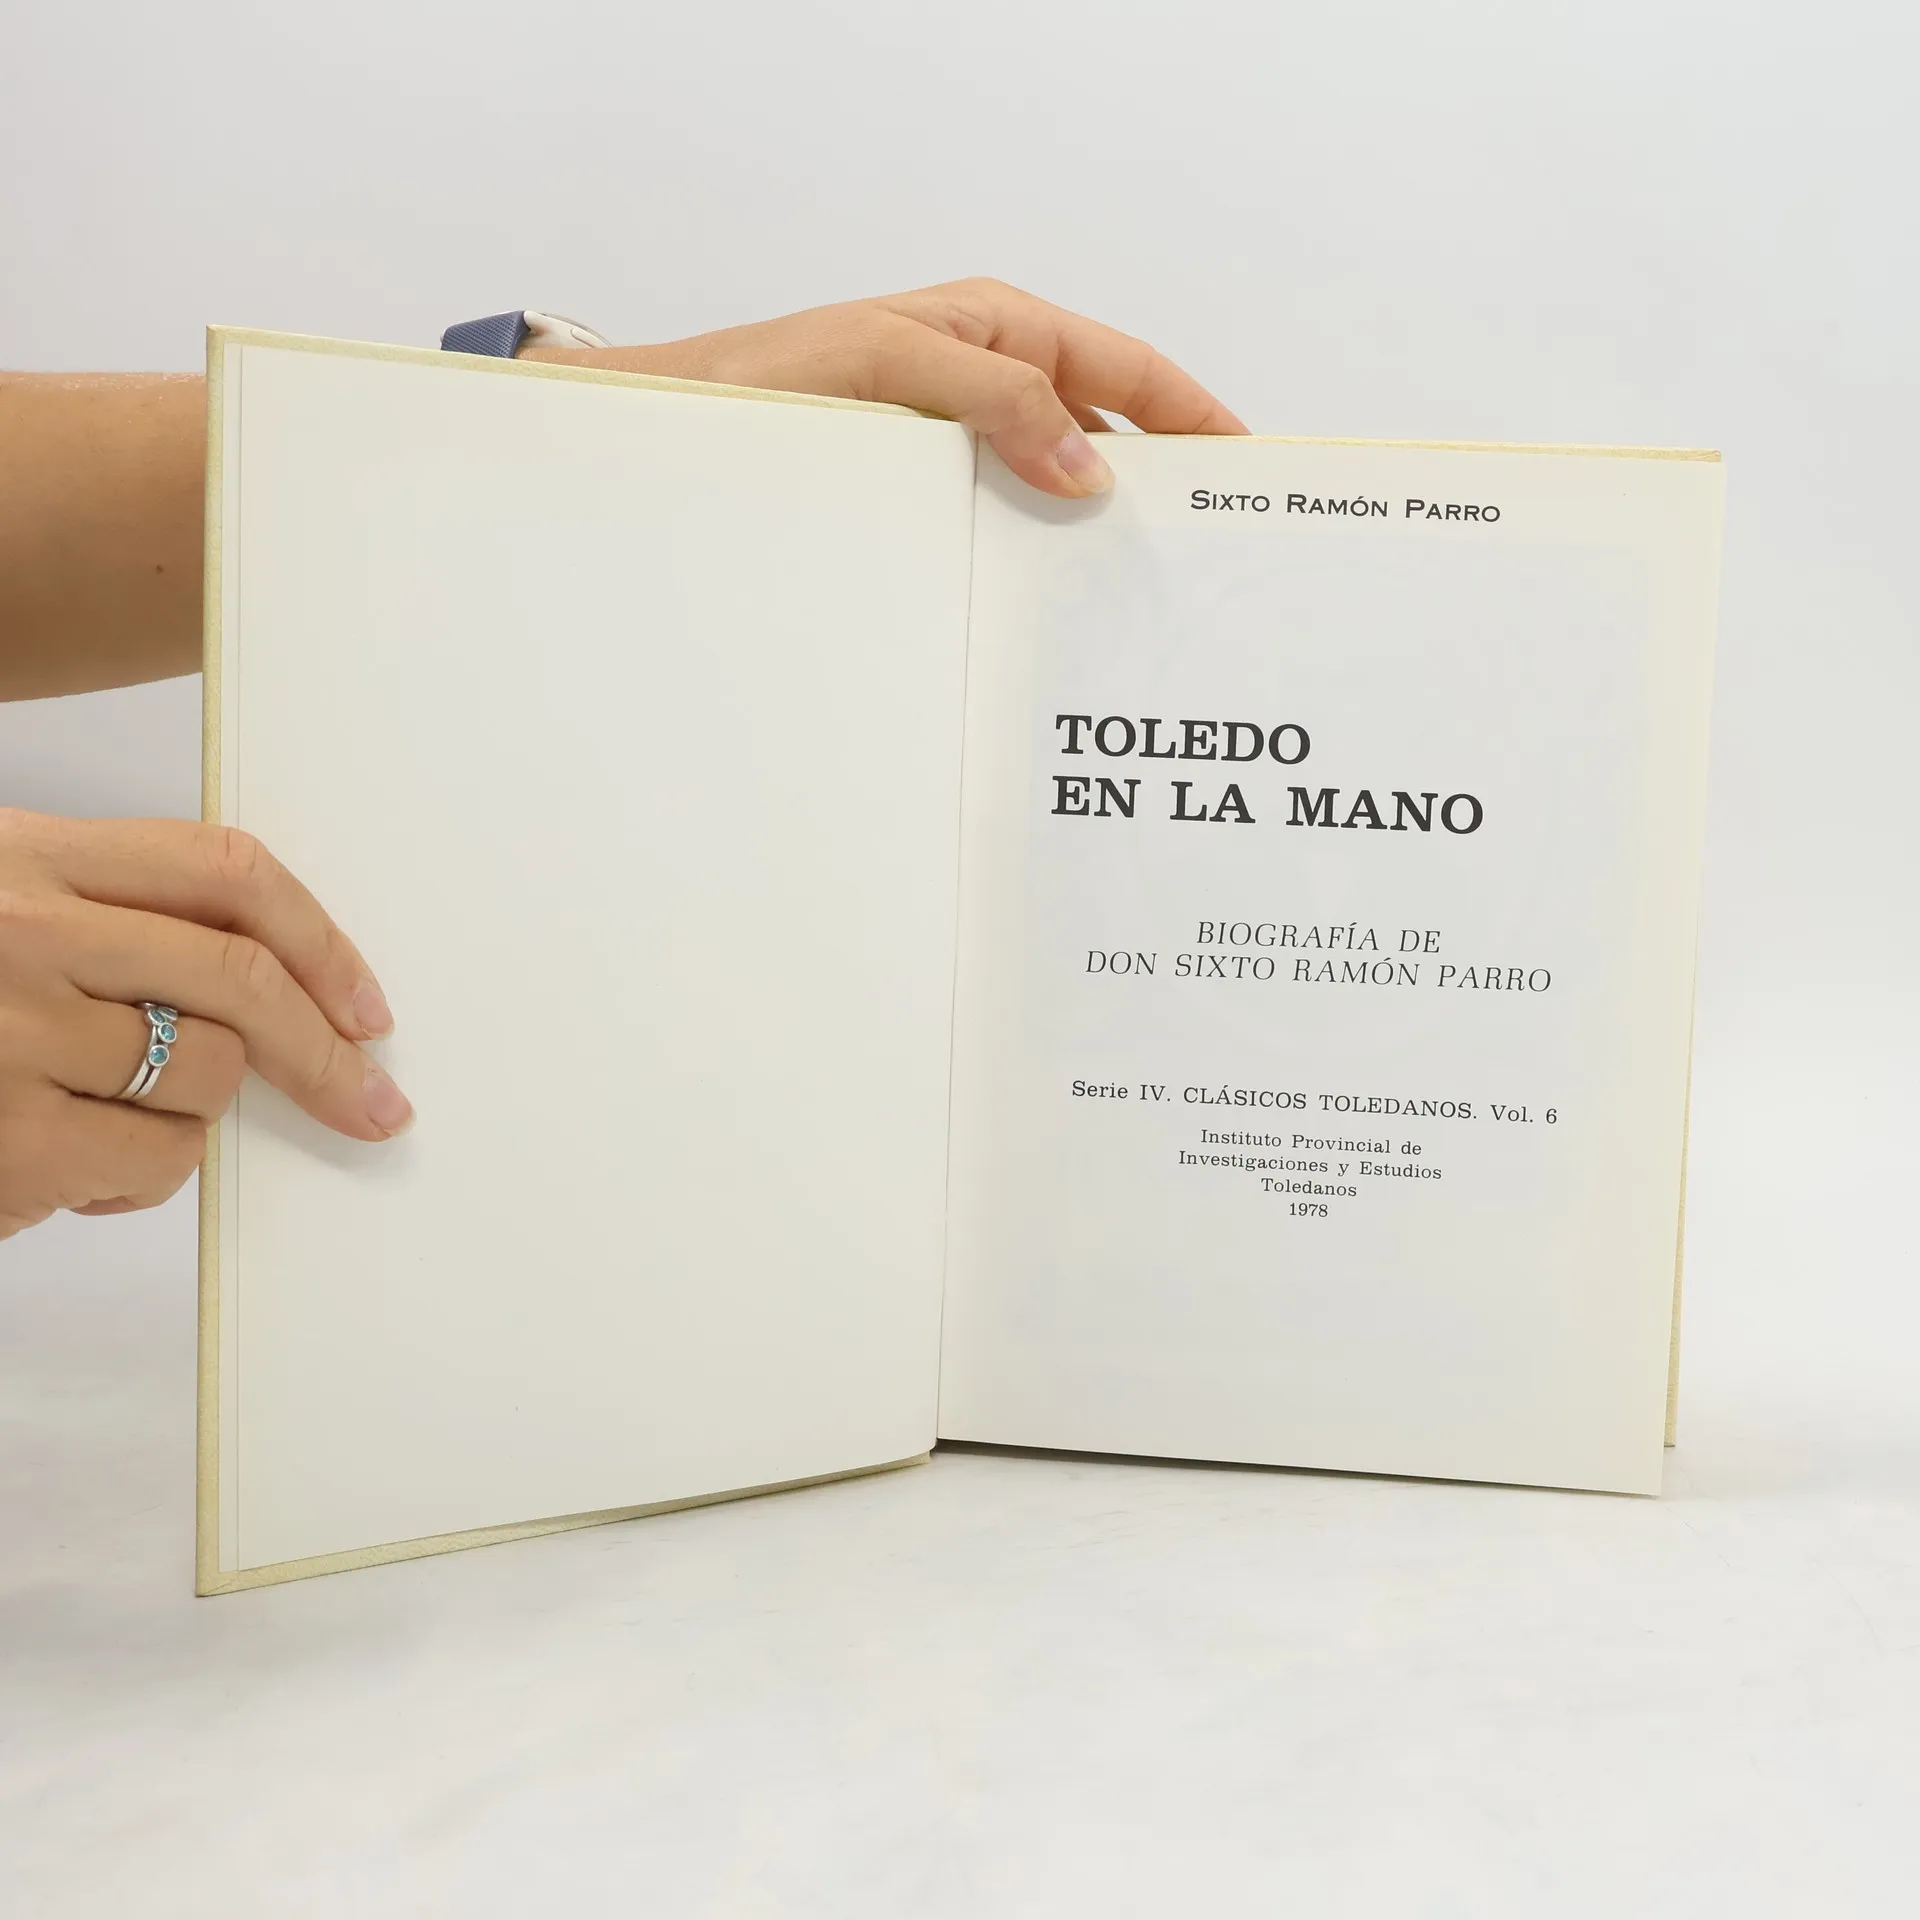 Sixto Ramón Parro
TOLEDO
EN LA MANO
BIOGRAFÍA DE
DON SIXTO RAMÓN PARRO
Serie IV. CLÁSICOS TOLEDANOS. Vol. 6
Instituto Provincial de
Investigaciones y Estudios
Toledanos
1978